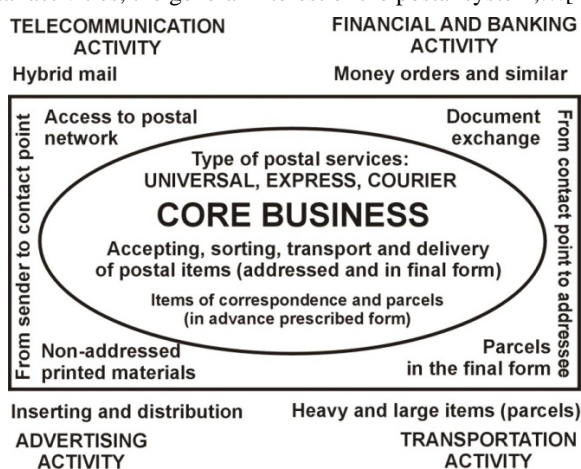 TELECOMMUNICATION
ACTIVITY
Hybrid mail
FINANCIAL AND BANKING
ACTIVITY
Money orders and similar
Access to postal
network
Document
exchange
From sender to contact point
From contact point to addressee
Type of postal services:
UNIVERSAL, EXPRESS, COURIER
CORE BUSINESS
Accepting, sorting, transport and delivery
of postal items (addressed and in final form)
Items of correspondence and parcels
(in advance prescribed form)
Non-addressed
printed materials
Parcels
in the final form
Inserting and distribution
ADVERTISING
ACTIVITY
Heavy and large items (parcels)
TRANSPORTATION
ACTIVITY